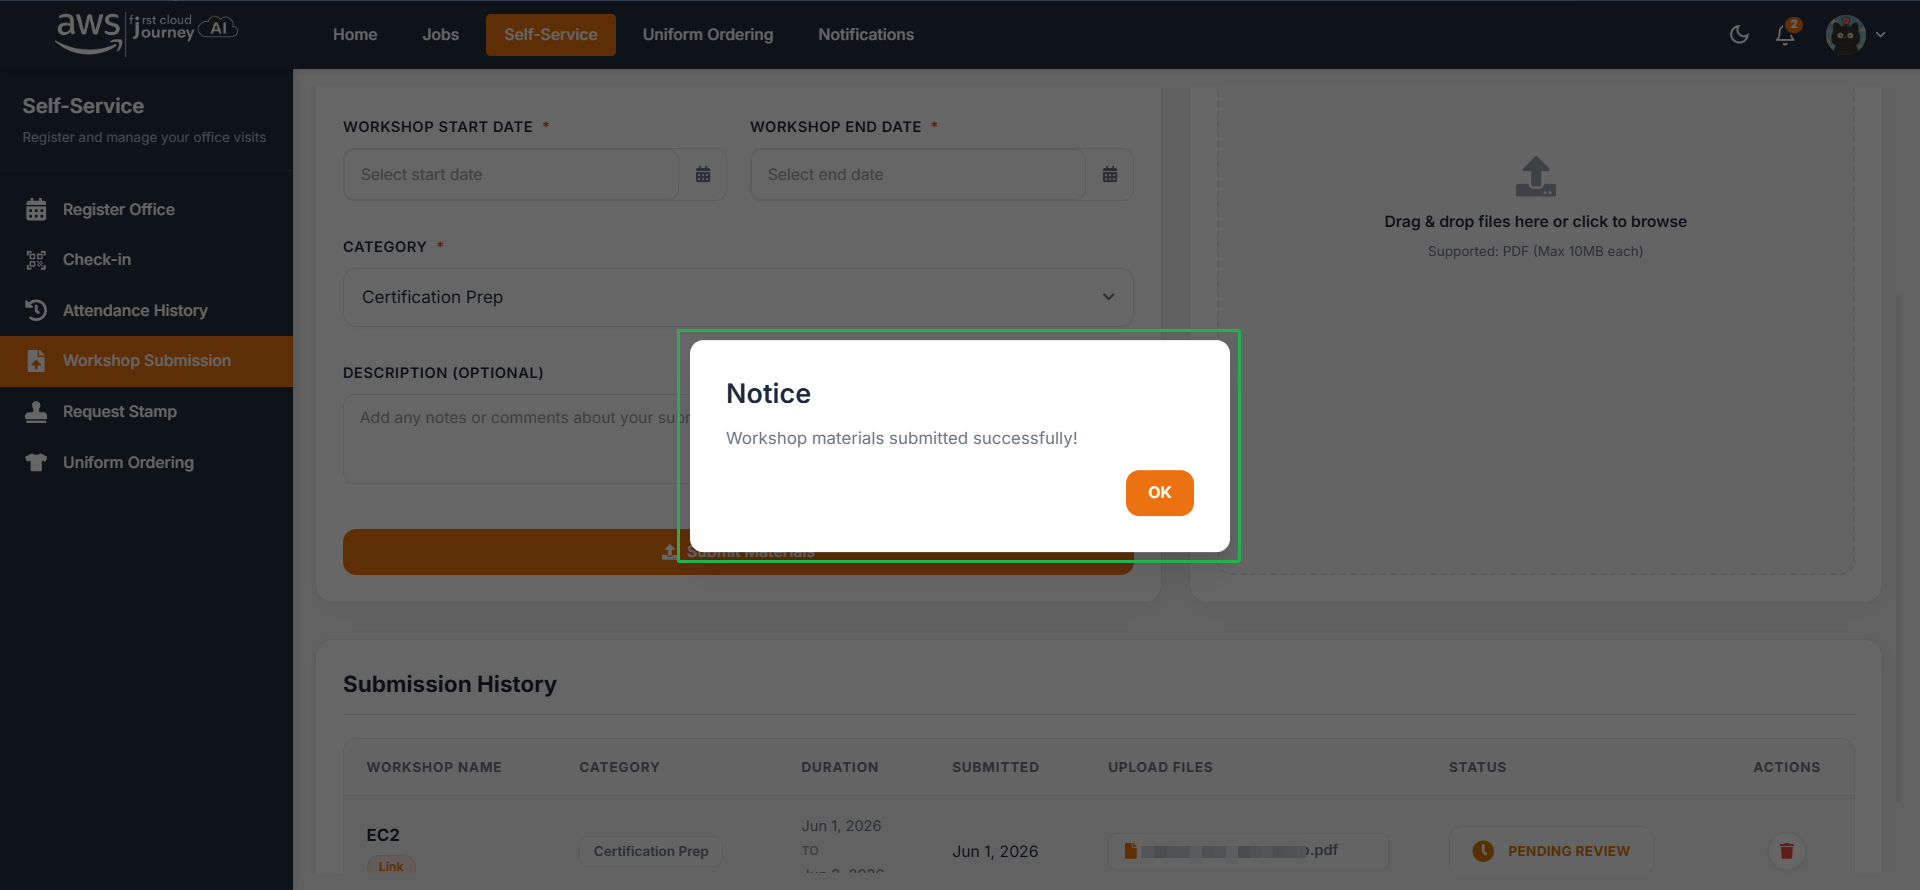 aws first cloud journey AI
Home
Jobs
Self-Service
Uniform Ordering
Notifications
2
Self-Service
Register and manage your office visits
Register Office
Check-in
Attendance History
Workshop Submission
Request Stamp
Uniform Ordering
WORKSHOP START DATE *
WORKSHOP END DATE *
Select start date
Select end date
CATEGORY *
Certification Prep
DESCRIPTION (OPTIONAL)
Add any notes or comments about your
Submit Materials
Drag & drop files here or click to browse
Supported: PDF (Max 10MB each)
Notice
Workshop materials submitted successfully!
OK
Submission History
WORKSHOP NAME
CATEGORY
DURATION
SUBMITTED
UPLOAD FILES
STATUS
ACTIONS
EC2
Link
Certification Prep
Jun 1, 2026
TO
Jun 1, 2026
.pdf
PENDING REVIEW